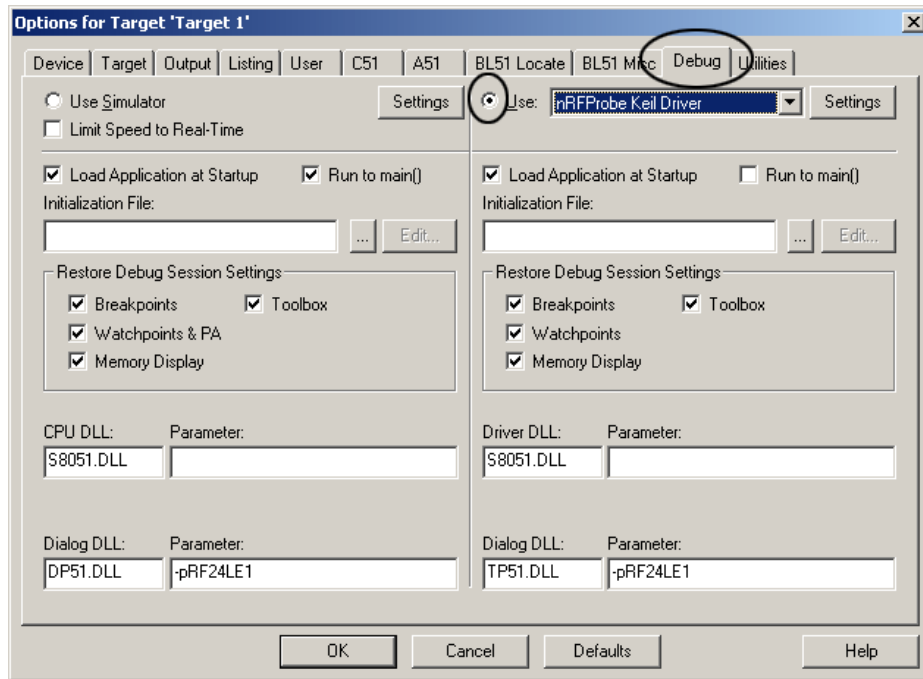 Options for Target 'Target 1'
Device Target Output Listing User C51 A51 BL51 Locate BL51 Misc Debug Utilities
Use Simulator Settings Use: nRFProbe Keil Driver Settings
Limit Speed to Real-Time
Load Application at Startup Run to main() Load Application at Startup Run to main()
Initialization File: Initialization File:
... Edit... ... Edit...
Restore Debug Session Settings Restore Debug Session Settings
Breakpoints Toolbox Breakpoints Toolbox
Watchpoints & PA Watchpoints
Memory Display Memory Display
CPU DLL: Parameter: Driver DLL: Parameter:
S8051.DLL S8051.DLL
Dialog DLL: Parameter: Dialog DLL: Parameter:
DP51.DLL -pRF24LE1 TP51.DLL -pRF24LE1
OK Cancel Defaults Help